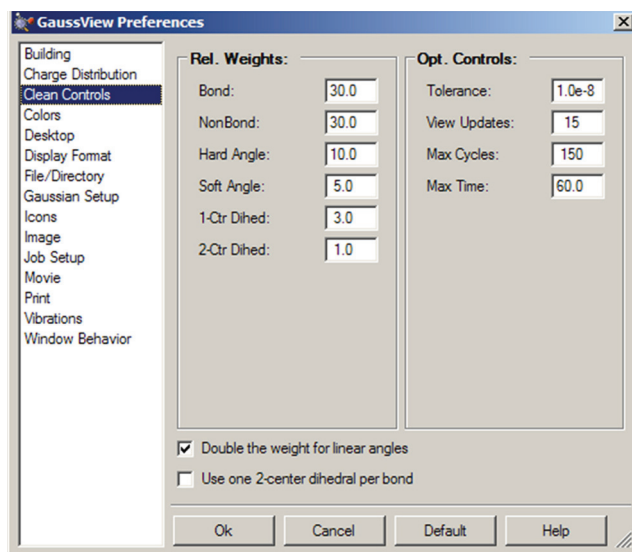 GaussView Preferences
Building
Charge Distribution
Clean Controls
Colors
Desktop
Display Format
File/Directory
Gaussian Setup
Icons
Image
Job Setup
Movie
Print
Vibrations
Window Behavior
Rel. Weights:
Bond: 30.0
NonBond: 30.0
Hard Angle: 10.0
Soft Angle: 5.0
1-Ctr Dihed: 3.0
2-Ctr Dihed: 1.0
Opt. Controls:
Tolerance: 1.0e-8
View Updates: 15
Max Cycles: 150
Max Time: 60.0
Double the weight for linear angles
Use one 2-center dihedral per bond
Ok Cancel Default Help